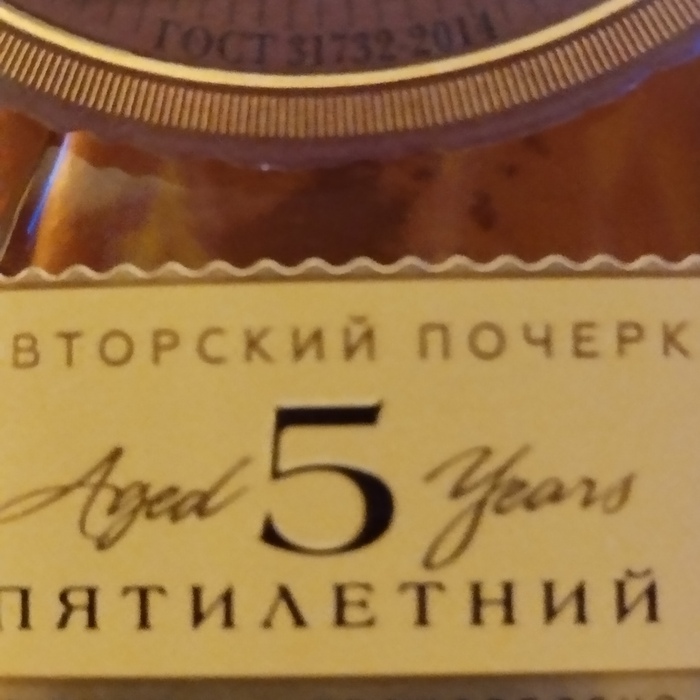 ГОСТ 31732-2014
ВТОРСКИЙ ПОЧЕРК
Aged 5 Years
ПЯТИЛЕТНИЙ